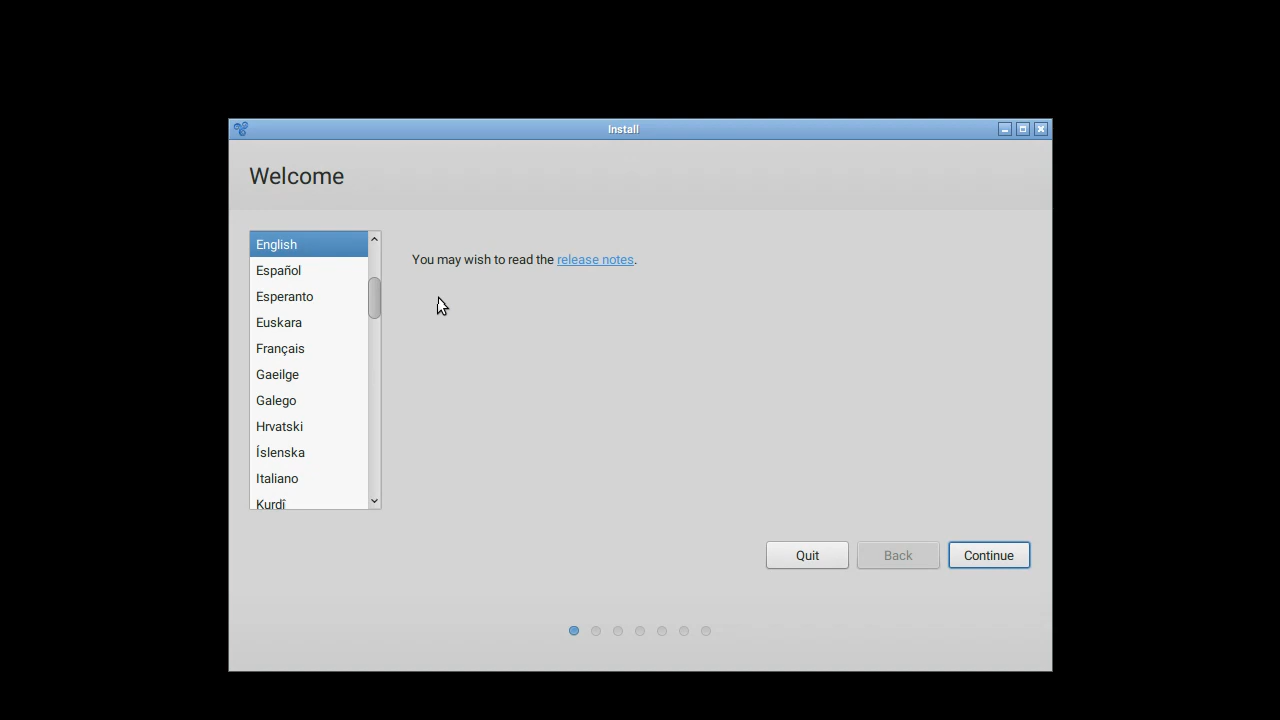 Install
Welcome
English
Español
Esperanto
Euskara
Français
Gaeilge
Galego
Hrvatski
Íslenska
Italiano
Kurdî
You may wish to read the release notes.
Quit
Back
Continue